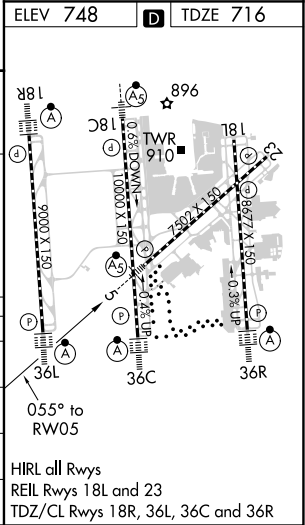 ELEV 748
D
TDZE 716
18R
A
A5
896
18C
0.6% DOWN
TWR
910
18L
23
P
P
P
P
9000 X 150
10000 X 150
7502 X 150
8677 X 150
P
A5
5
0.4% UP
0.3% UP
P
P
P
A
A
A
36L
36C
36R
055° to
RW05
HIRL all Rwys
REIL Rwys 18L and 23
TDZ/CL Rwys 18R, 36L, 36C and 36R